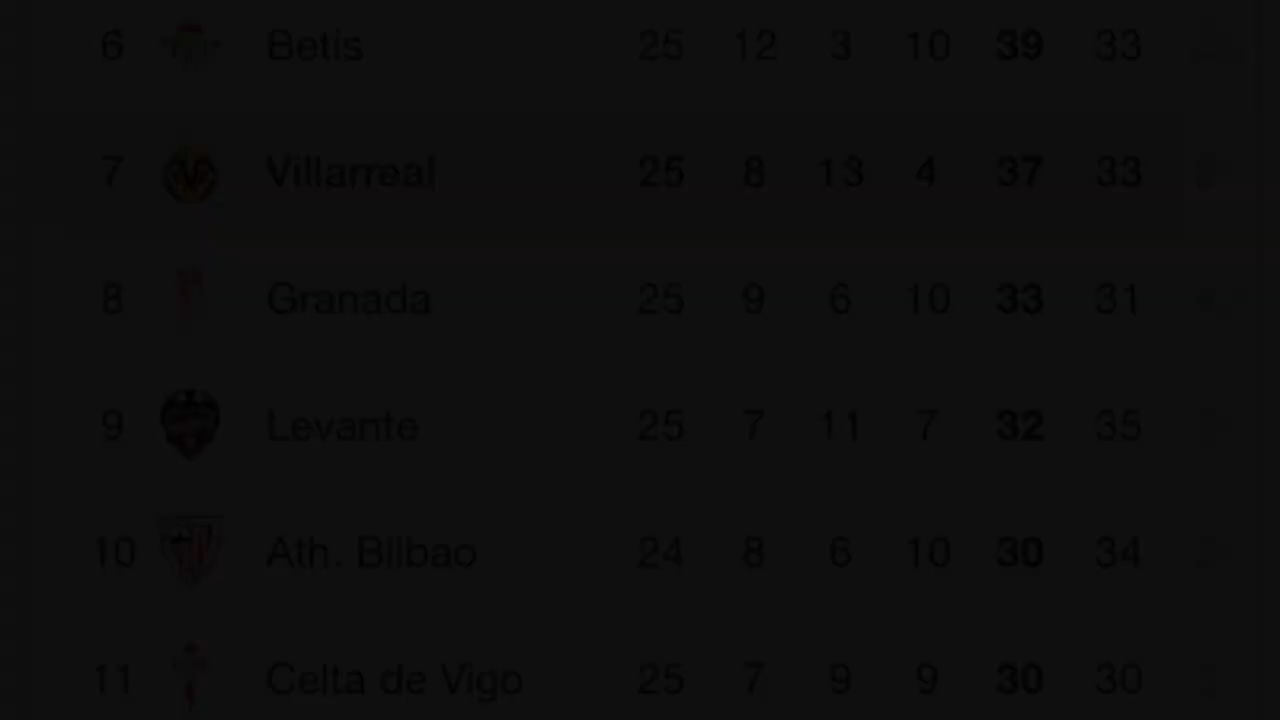 6 Betis 25 12 3 10 39 33
7 Villarreal 25 8 13 4 37 33
8 Granada 25 9 6 10 33 31
9 Levante 25 7 11 7 32 35
10 Ath. Bilbao 24 8 6 10 30 34
11 Celta de Vigo 25 7 9 9 30 30